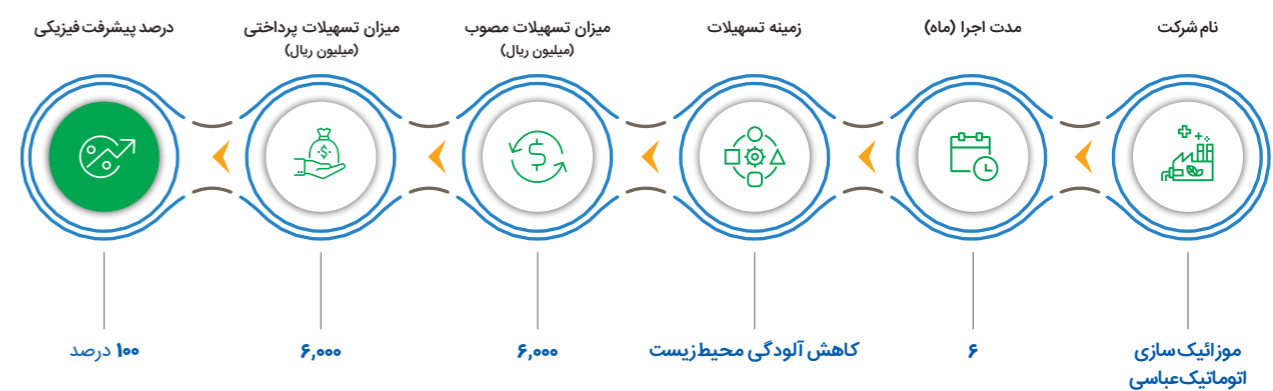 نام شرکت
مدت اجرا (ماه)
زمینه تسهیلات
میزان تسهیلات مصوب
(میلیون ریال)
میزان تسهیلات پرداختی
(میلیون ریال)
درصد پیشرفت فیزیکی
موزائیک سازی
اتوماتیک عباسی
۶
کاهش آلودگی محیط زیست
۶,۰۰۰
۶,۰۰۰
۱۰۰ درصد